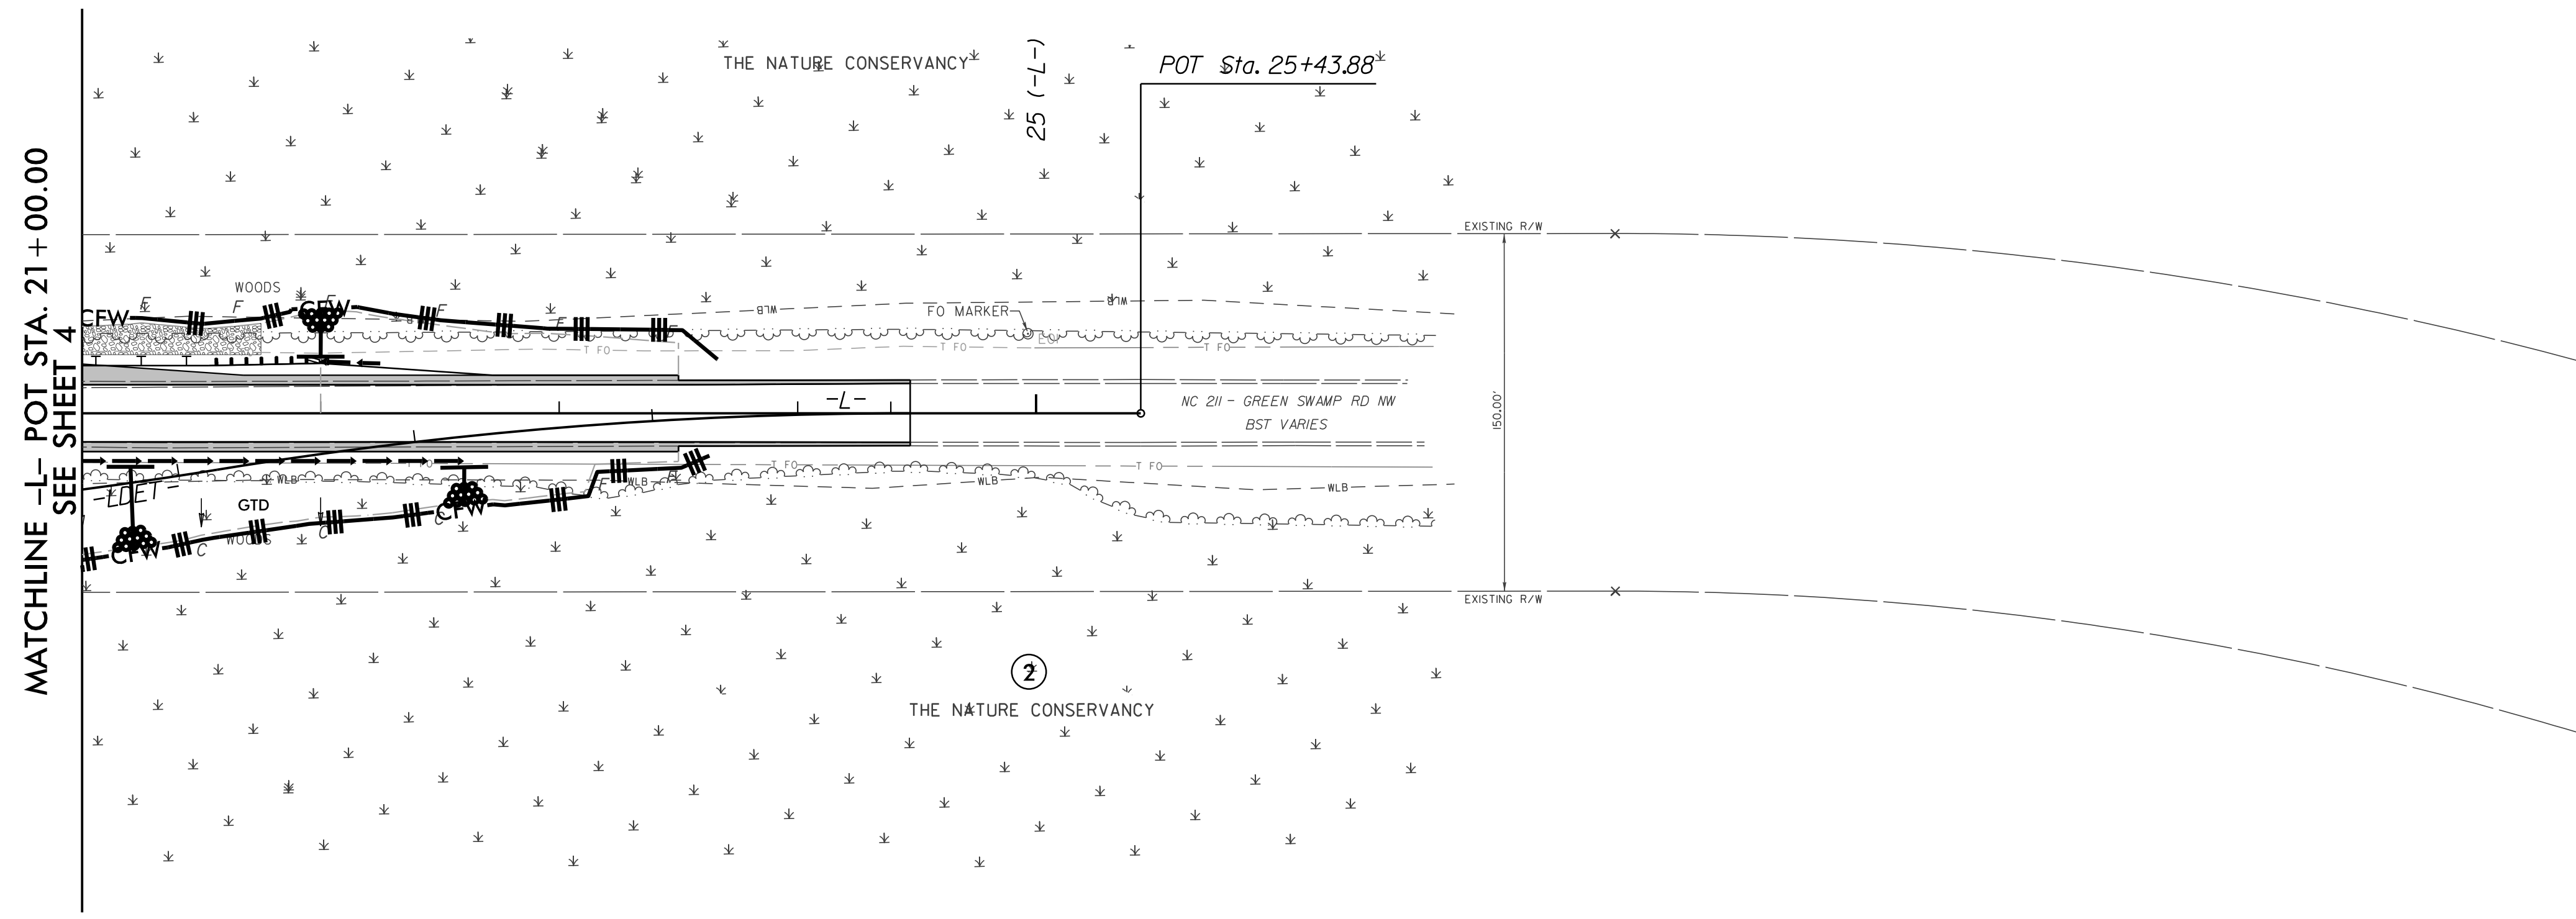 MATCHLINE -L- POT STA. 21+00.00
SEE SHEET 4
THE NATURE CONSERVANCY
25 (-L-)
POT Sta. 25+43.88
EXISTING R/W
WOODS
CFW
F
F
CFW
F
F
F
F
WLB
WLB
FO MARKER
T FO
T FO
T FO
-L-
NC 211 - GREEN SWAMP RD NW
BST VARIES
150.00'
T FO
T FO
T FO
-LDET-
WLB
WLB
WLB
WLB
GTD
F
F
CFW
C
C
C
WOODS
CFW
EXISTING R/W
2
THE NATURE CONSERVANCY